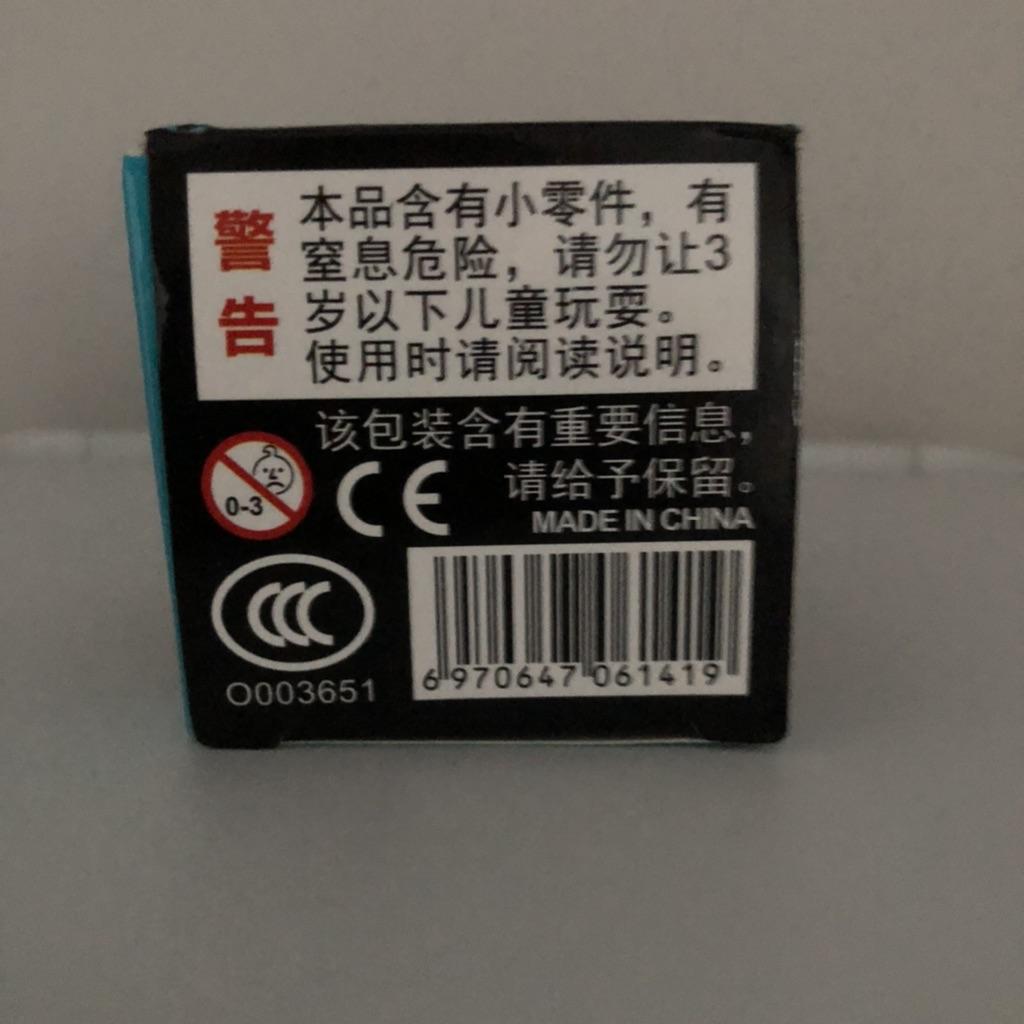 警告
本品含有小零件，有
窒息危险，请勿让3
岁以下儿童玩耍。
使用时请阅读说明。
该包装含有重要信息，
请给予保留。
0-3
CE
MADE IN CHINA
CCC
O003651
6 970647 061419